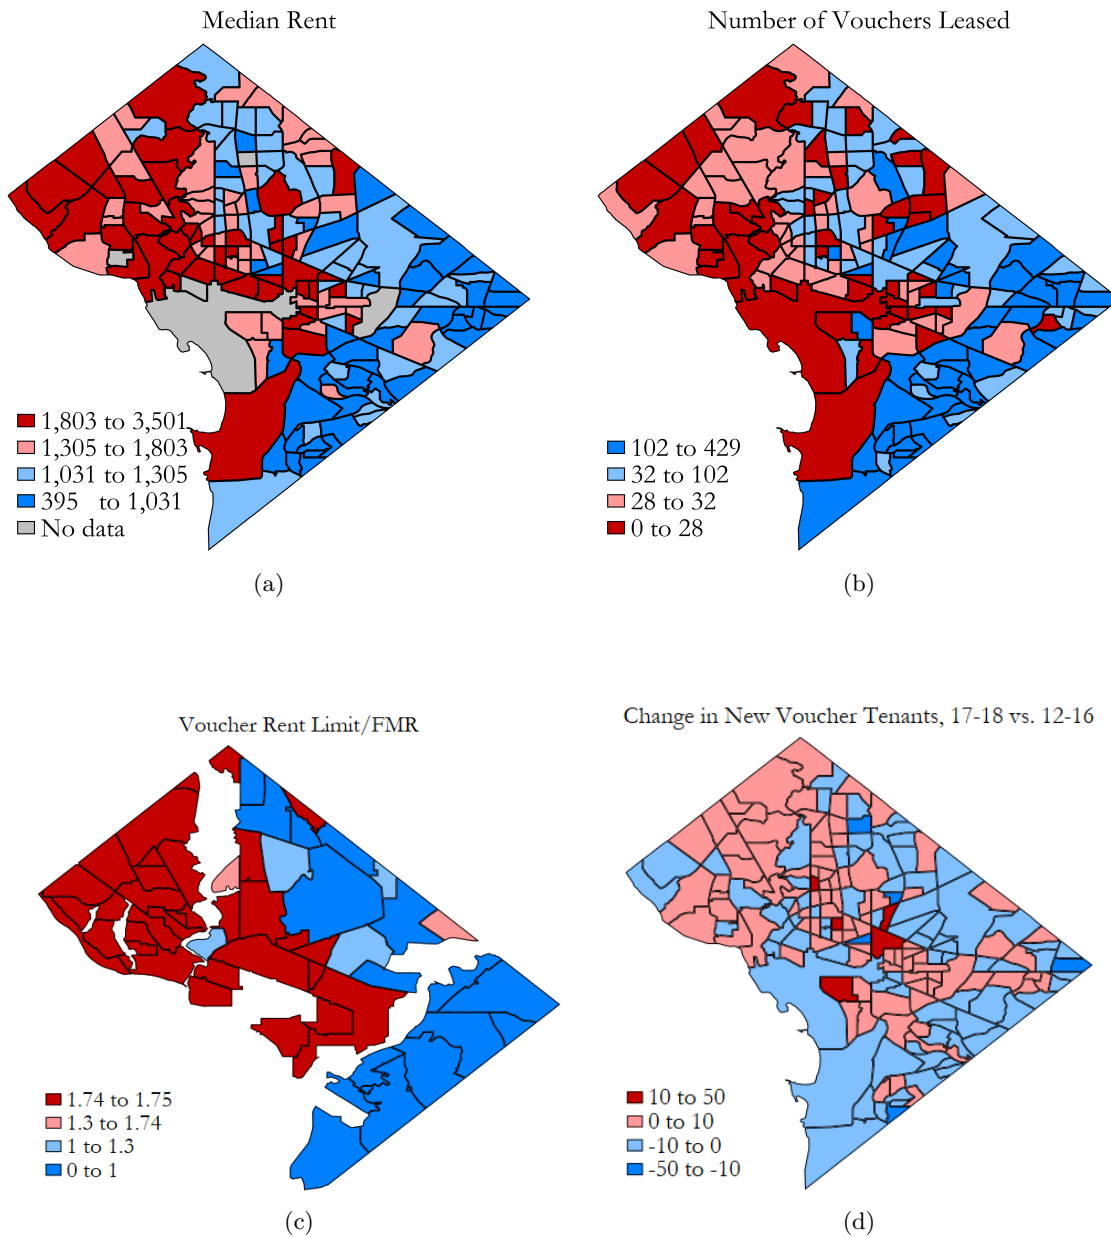 Median Rent
Number of Vouchers Leased
1,803 to 3,501
1,305 to 1,803
1,031 to 1,305
395 to 1,031
No data
102 to 429
32 to 102
28 to 32
0 to 28
(a)
(b)
Voucher Rent Limit/FMR
Change in New Voucher Tenants, 17-18 vs. 12-16
1.74 to 1.75
1.3 to 1.74
1 to 1.3
0 to 1
10 to 50
0 to 10
-10 to 0
-50 to -10
(c)
(d)